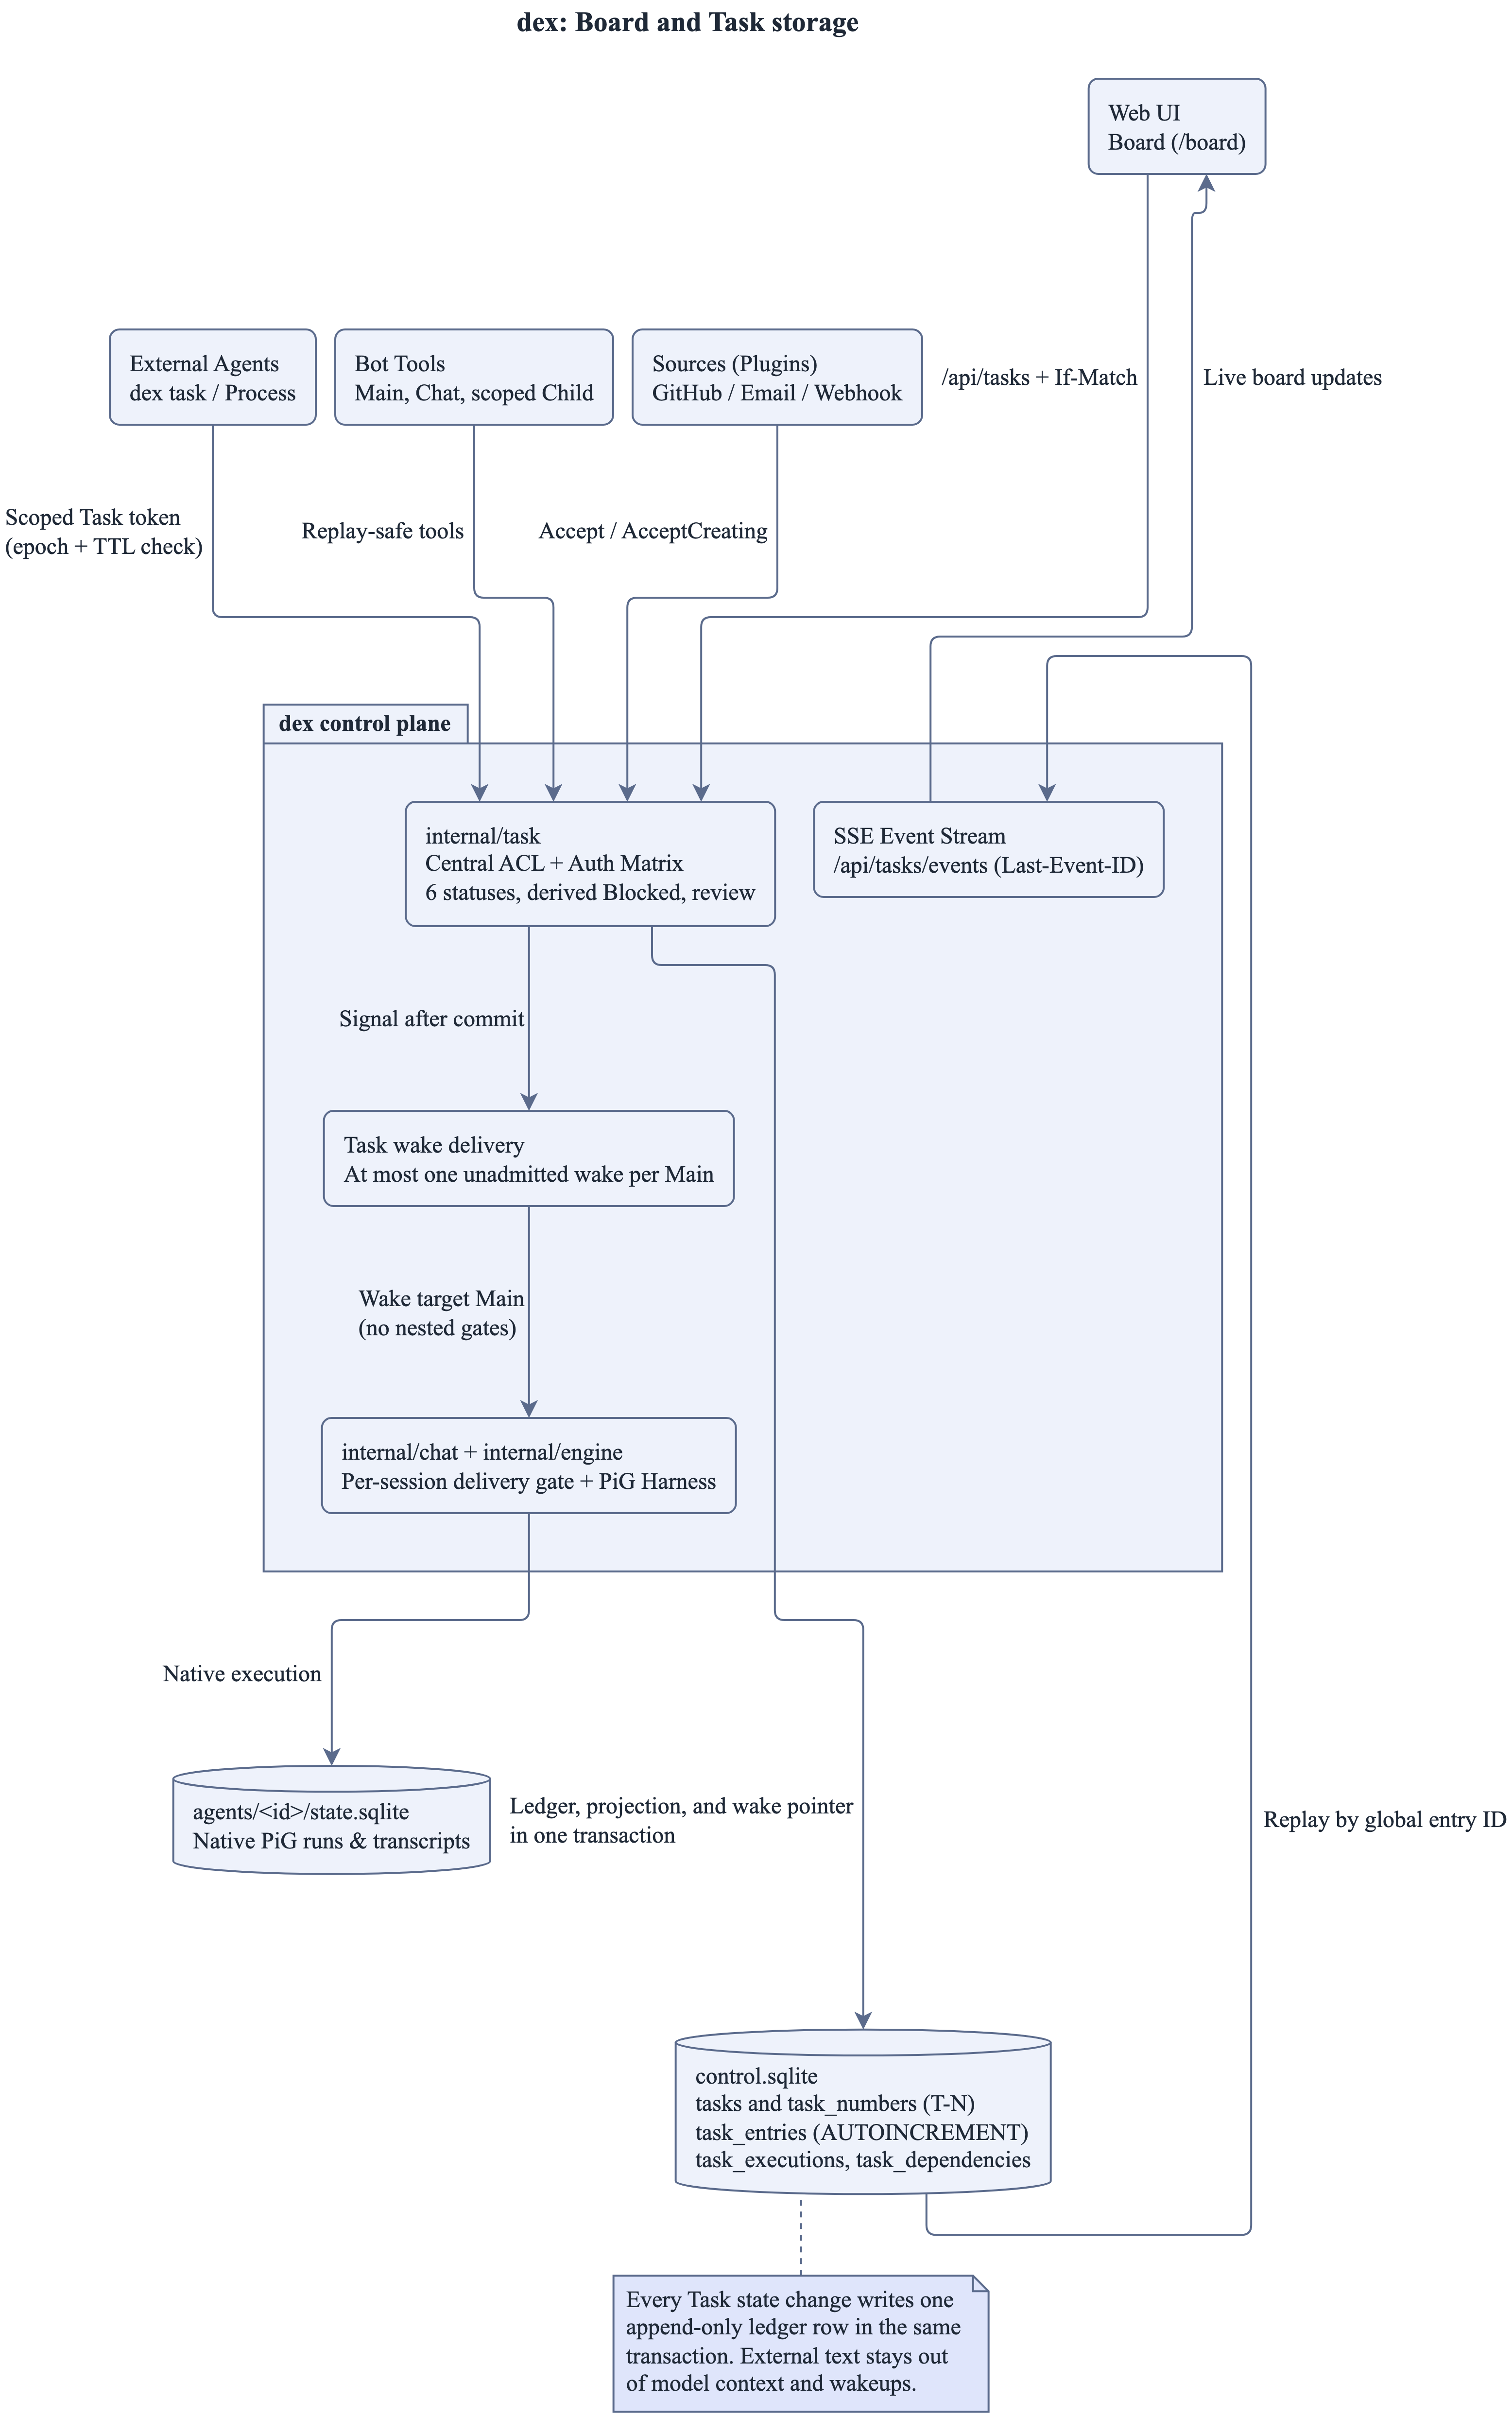 dex: Board and Task storage
Web UI
Board (/board)
External Agents
dex task / Process
Bot Tools
Main, Chat, scoped Child
Sources (Plugins)
GitHub / Email / Webhook
/api/tasks + If-Match
Live board updates
Scoped Task token
(epoch + TTL check)
Replay-safe tools
Accept / AcceptCreating
dex control plane
internal/task
Central ACL + Auth Matrix
6 statuses, derived Blocked, review
SSE Event Stream
/api/tasks/events (Last-Event-ID)
Signal after commit
Task wake delivery
At most one unadmitted wake per Main
Wake target Main
(no nested gates)
internal/chat + internal/engine
Per-session delivery gate + PiG Harness
Native execution
agents/<id>/state.sqlite
Native PiG runs & transcripts
Ledger, projection, and wake pointer
in one transaction
Replay by global entry ID
control.sqlite
tasks and task_numbers (T-N)
task_entries (AUTOINCREMENT)
task_executions, task_dependencies
Every Task state change writes one
append-only ledger row in the same
transaction. External text stays out
of model context and wakeups.